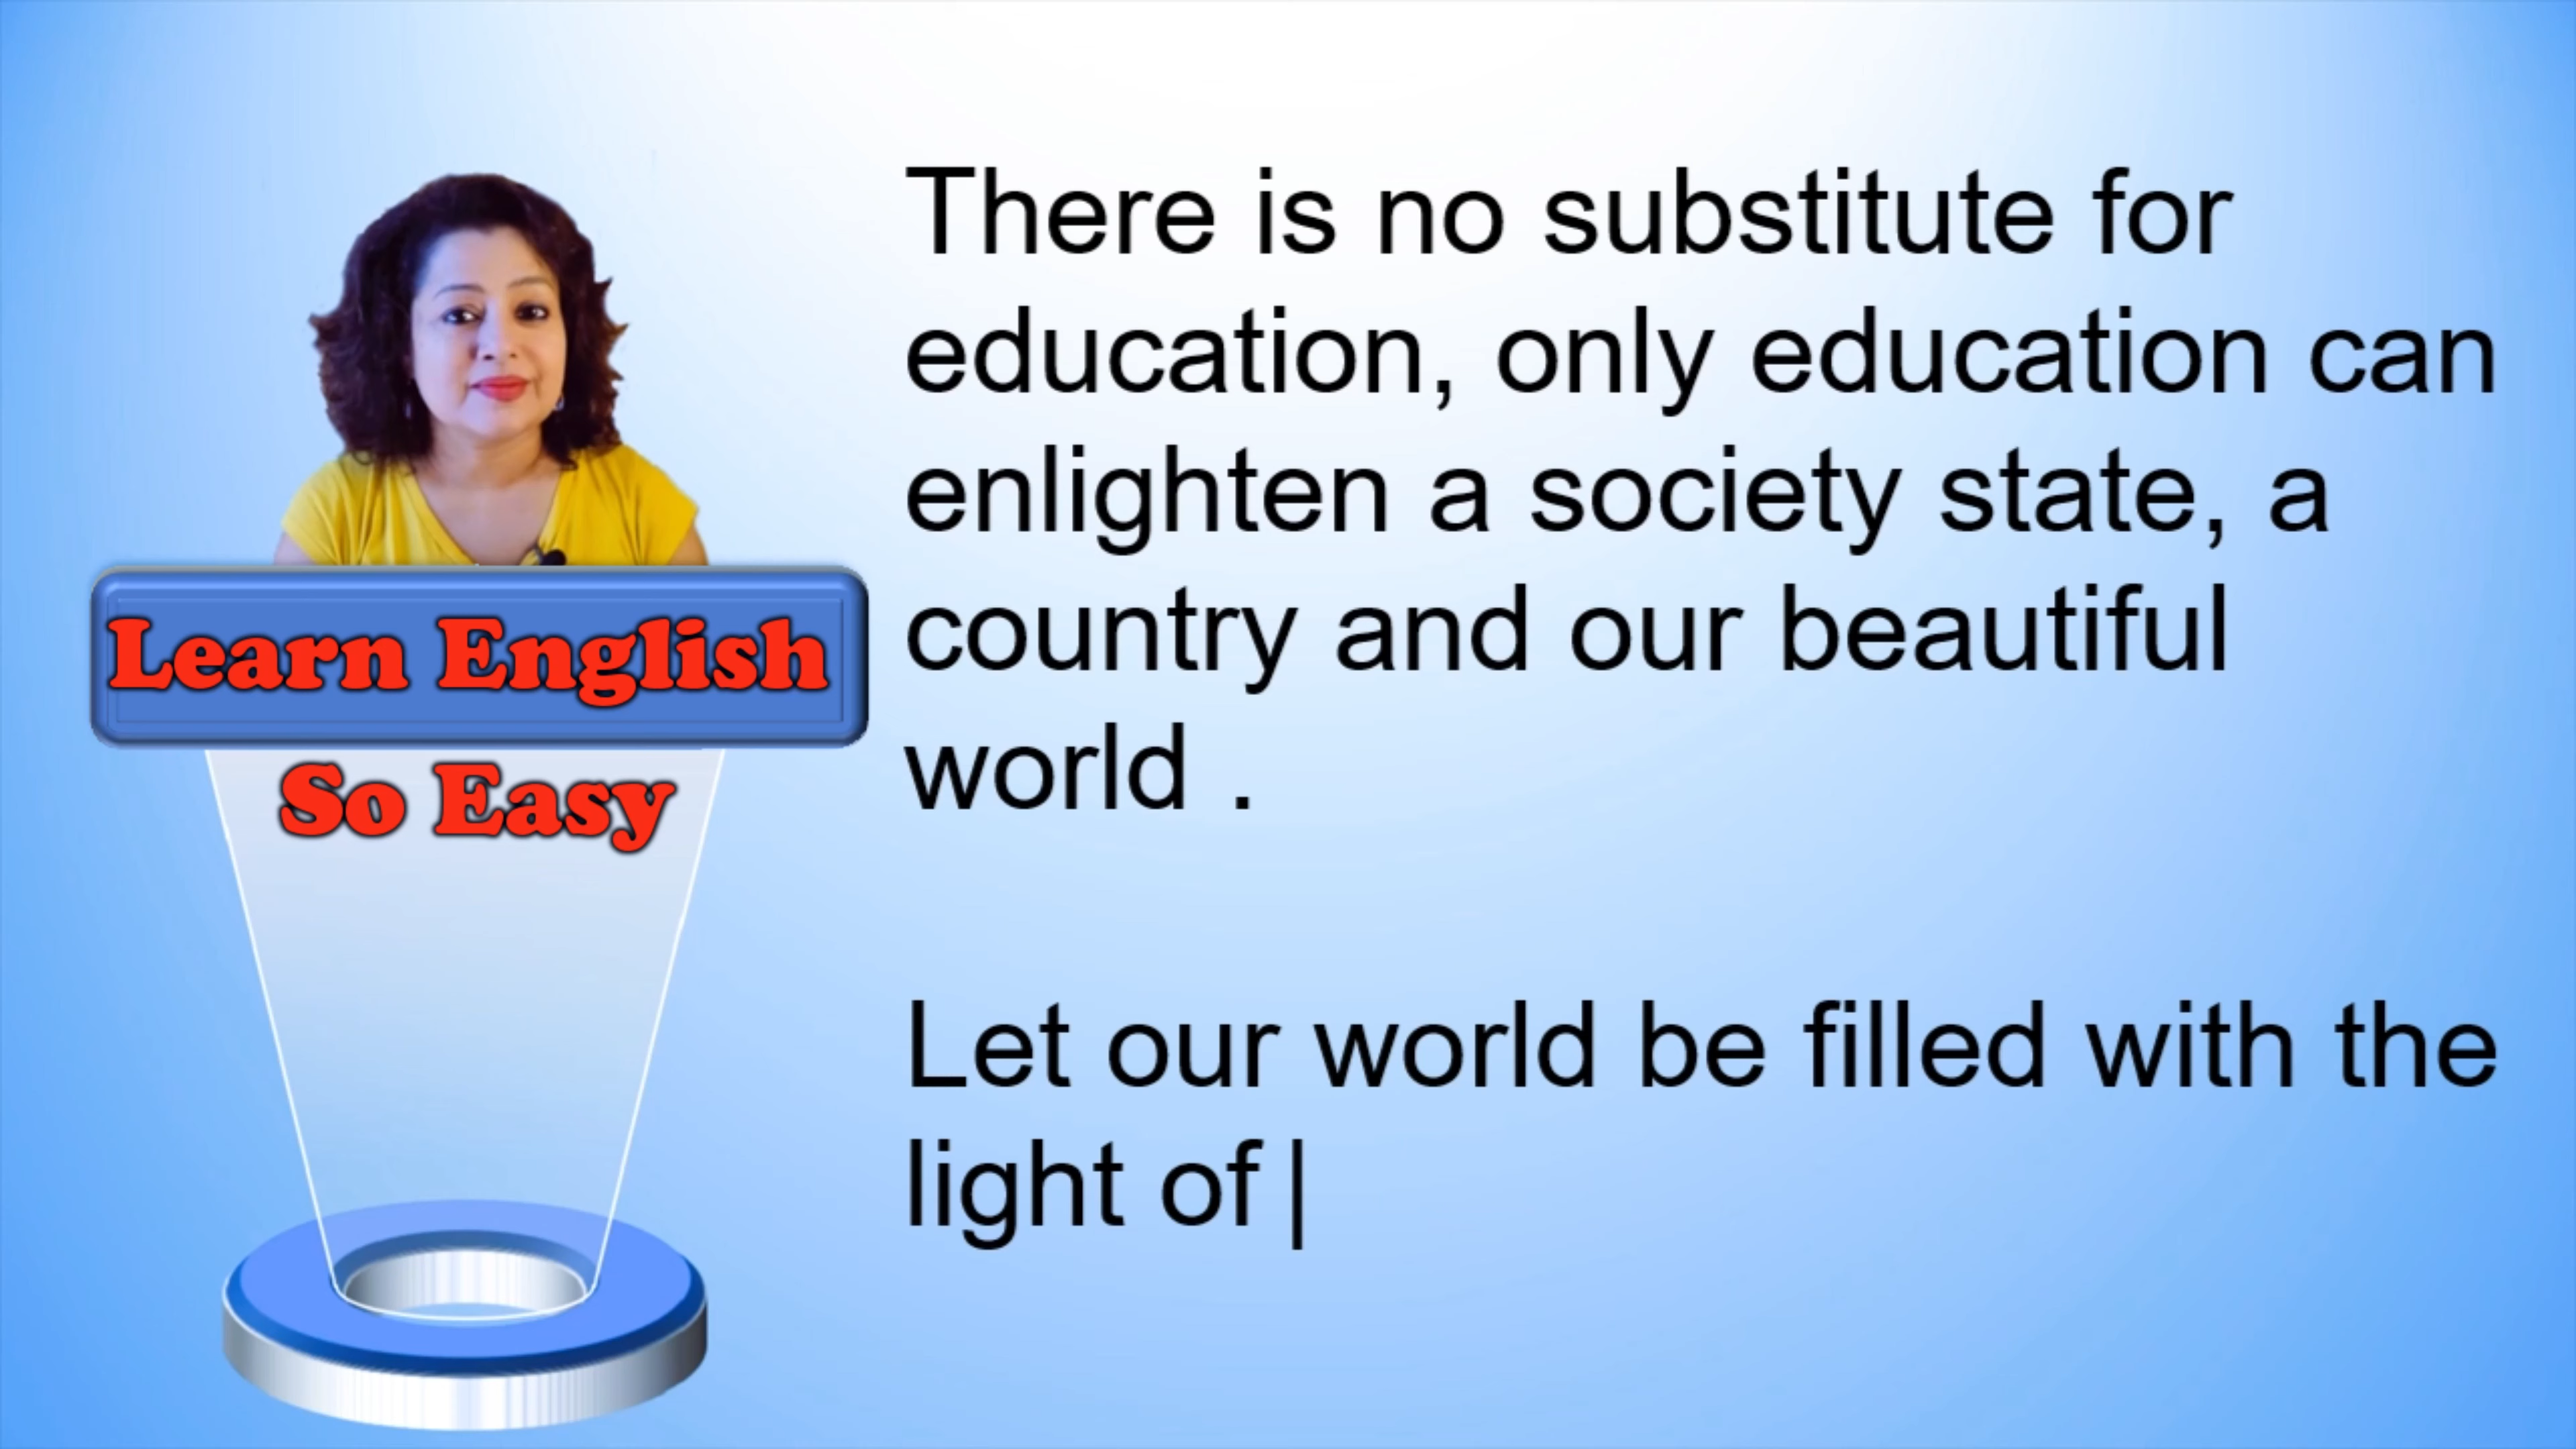 Learn English
So Easy
There is no substitute for
education, only education can
enlighten a society state, a
country and our beautiful
world .
Let our world be filled with the
light of